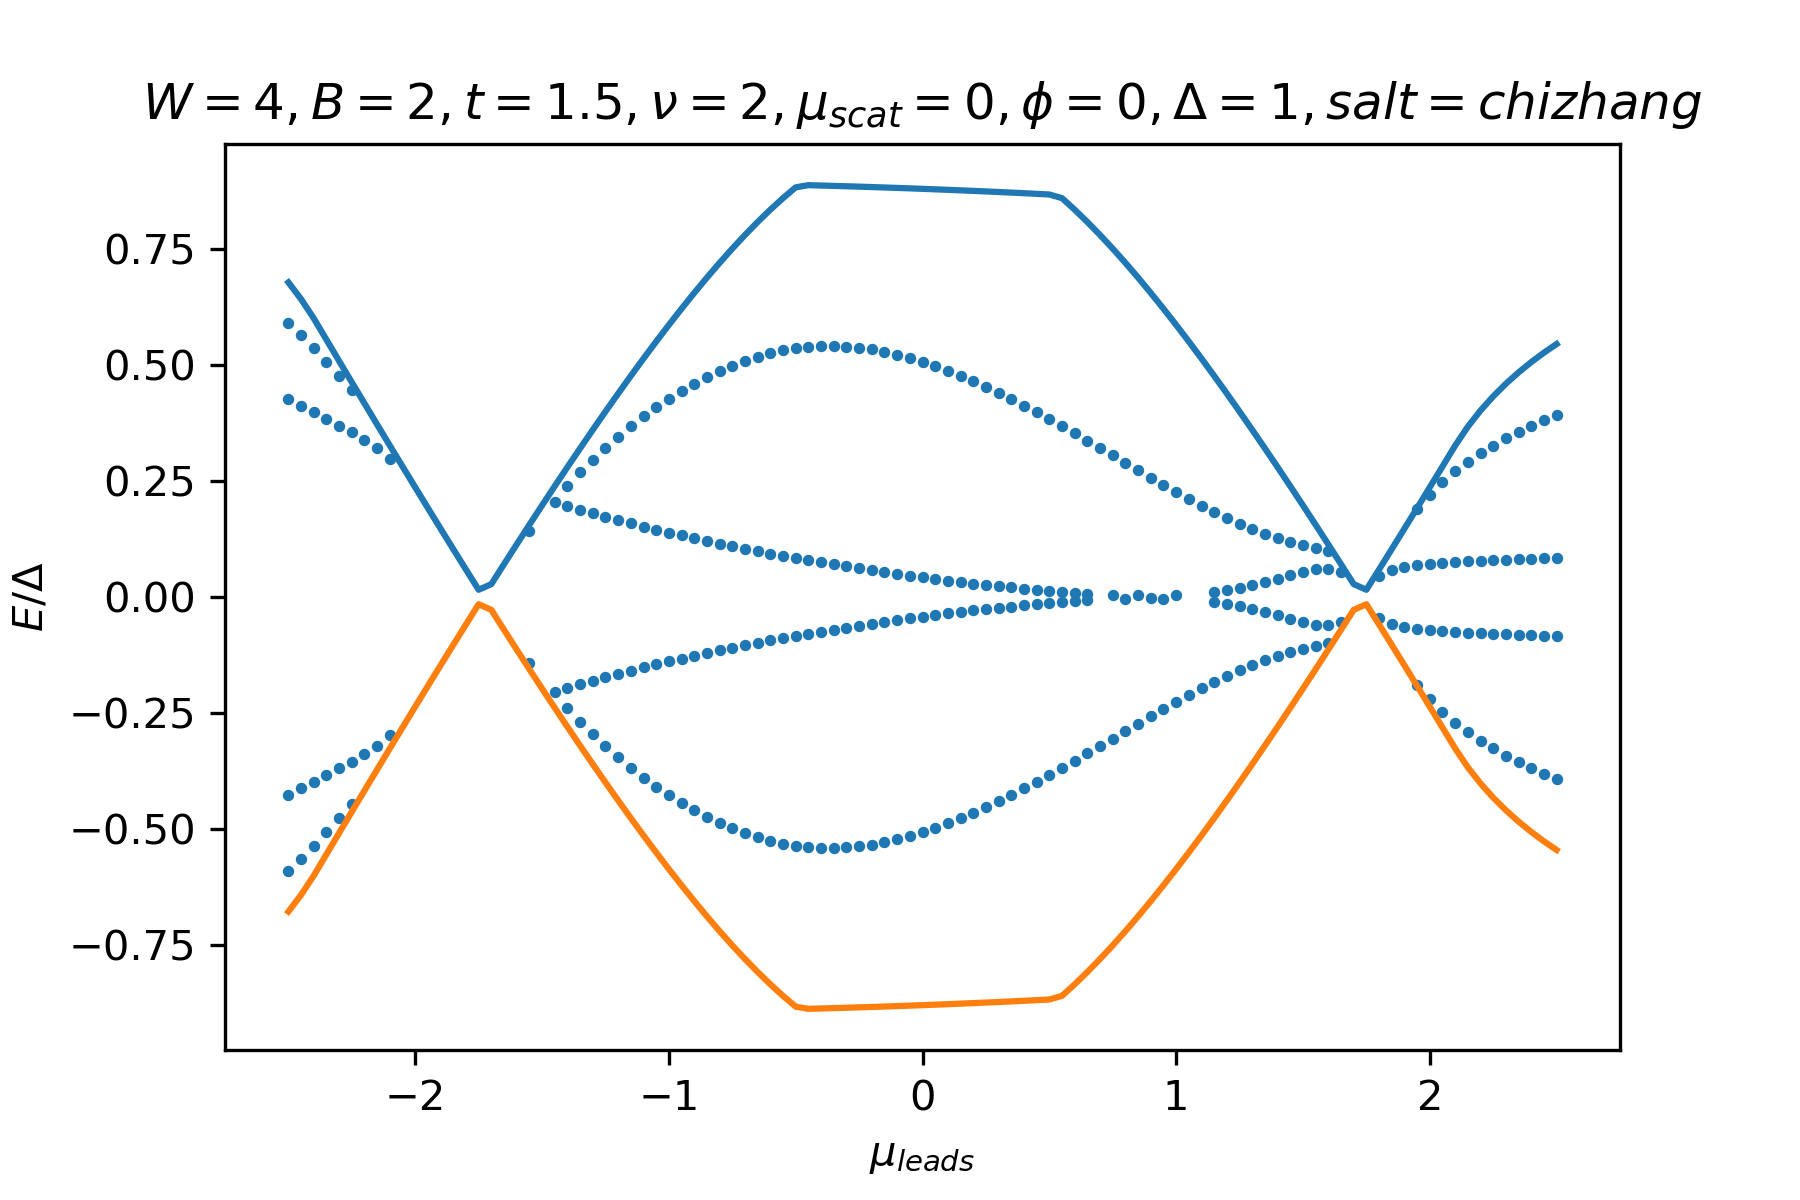 W = 4, B = 2, t = 1.5, ν = 2, μ_scat = 0, ϕ = 0, Δ = 1, salt = chizhang
0.75
0.50
0.25
0.00
−0.25
−0.50
−0.75
E/Δ
−2 −1 0 1 2
μ_leads